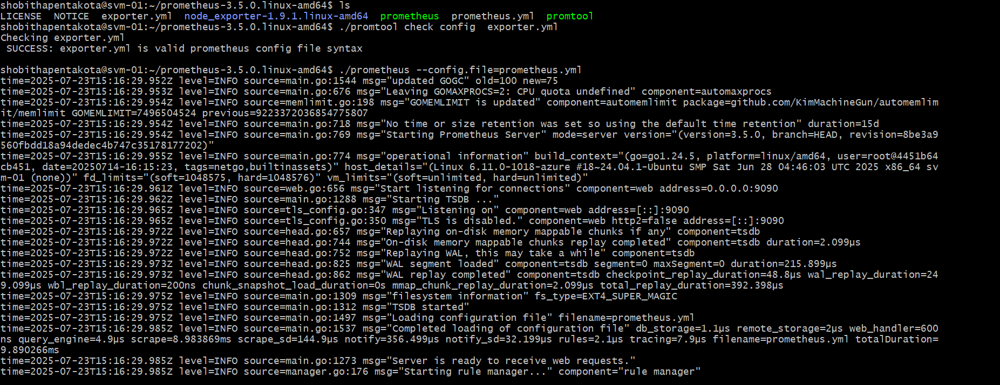 shobithapentakota@svm-01:~/prometheus-3.5.0.linux-amd64$ ls
LICENSE  NOTICE  exporter.yml  node_exporter-1.9.1.linux-amd64  prometheus  prometheus.yml  promtool
shobithapentakota@svm-01:~/prometheus-3.5.0.linux-amd64$ ./promtool check config  exporter.yml
Checking exporter.yml
 SUCCESS: exporter.yml is valid prometheus config file syntax
shobithapentakota@svm-01:~/prometheus-3.5.0.linux-amd64$ ./prometheus --config.file=prometheus.yml
time=2025-07-23T15:16:29.952Z level=INFO source=main.go:1544 msg="updated GOGC" old=100 new=75
time=2025-07-23T15:16:29.953Z level=INFO source=main.go:676 msg="Leaving GOMAXPROCS=2: CPU quota undefined" component=automaxprocs
time=2025-07-23T15:16:29.954Z level=INFO source=memlimit.go:198 msg="GOMEMLIMIT is updated" component=automemlimit package=github.com/KimMachineGun/automemlim
it/memlimit GOMEMLIMIT=7496504524 previous=9223372036854775807
time=2025-07-23T15:16:29.954Z level=INFO source=main.go:718 msg="No time or size retention was set so using the default time retention" duration=15d
time=2025-07-23T15:16:29.954Z level=INFO source=main.go:769 msg="Starting Prometheus Server" mode=server version="(version=3.5.0, branch=HEAD, revision=8be3a9
560fbdd18a94dedec4b747c35178177202)"
time=2025-07-23T15:16:29.955Z level=INFO source=main.go:774 msg="operational information" build_context="(go=go1.24.5, platform=linux/amd64, user=root@4451b64
cb451, date=20250714-16:15:23, tags=netgo,builtinassets)" host_details="(Linux 6.11.0-1018-azure #18~24.04.1-Ubuntu SMP Sat Jun 28 04:46:03 UTC 2025 x86_64 sv
m-01 (none))" fd_limits="(soft=1048575, hard=1048576)" vm_limits="(soft=unlimited, hard=unlimited)"
time=2025-07-23T15:16:29.961Z level=INFO source=web.go:656 msg="Start listening for connections" component=web address=0.0.0.0:9090
time=2025-07-23T15:16:29.962Z level=INFO source=main.go:1288 msg="Starting TSDB ..."
time=2025-07-23T15:16:29.965Z level=INFO source=tls_config.go:347 msg="Listening on" component=web address=[::]:9090
time=2025-07-23T15:16:29.965Z level=INFO source=tls_config.go:350 msg="TLS is disabled." component=web http2=false address=[::]:9090
time=2025-07-23T15:16:29.972Z level=INFO source=head.go:657 msg="Replaying on-disk memory mappable chunks if any" component=tsdb
time=2025-07-23T15:16:29.972Z level=INFO source=head.go:744 msg="On-disk memory mappable chunks replay completed" component=tsdb duration=2.099µs
time=2025-07-23T15:16:29.972Z level=INFO source=head.go:752 msg="Replaying WAL, this may take a while" component=tsdb
time=2025-07-23T15:16:29.973Z level=INFO source=head.go:825 msg="WAL segment loaded" component=tsdb segment=0 maxSegment=0 duration=215.899µs
time=2025-07-23T15:16:29.973Z level=INFO source=head.go:862 msg="WAL replay completed" component=tsdb checkpoint_replay_duration=48.8µs wal_replay_duration=24
9.099µs wbl_replay_duration=200ns chunk_snapshot_load_duration=0s mmap_chunk_replay_duration=2.099µs total_replay_duration=392.398µs
time=2025-07-23T15:16:29.975Z level=INFO source=main.go:1309 msg="filesystem information" fs_type=EXT4_SUPER_MAGIC
time=2025-07-23T15:16:29.975Z level=INFO source=main.go:1312 msg="TSDB started"
time=2025-07-23T15:16:29.975Z level=INFO source=main.go:1497 msg="Loading configuration file" filename=prometheus.yml
time=2025-07-23T15:16:29.985Z level=INFO source=main.go:1537 msg="Completed loading of configuration file" db_storage=1.1µs remote_storage=2µs web_handler=600
ns query_engine=4.9µs scrape=8.983869ms scrape_sd=144.9µs notify=356.499µs notify_sd=32.199µs rules=2.1µs tracing=7.9µs filename=prometheus.yml totalDuration=
9.890266ms
time=2025-07-23T15:16:29.985Z level=INFO source=main.go:1273 msg="Server is ready to receive web requests."
time=2025-07-23T15:16:29.985Z level=INFO source=manager.go:176 msg="Starting rule manager..." component="rule manager"